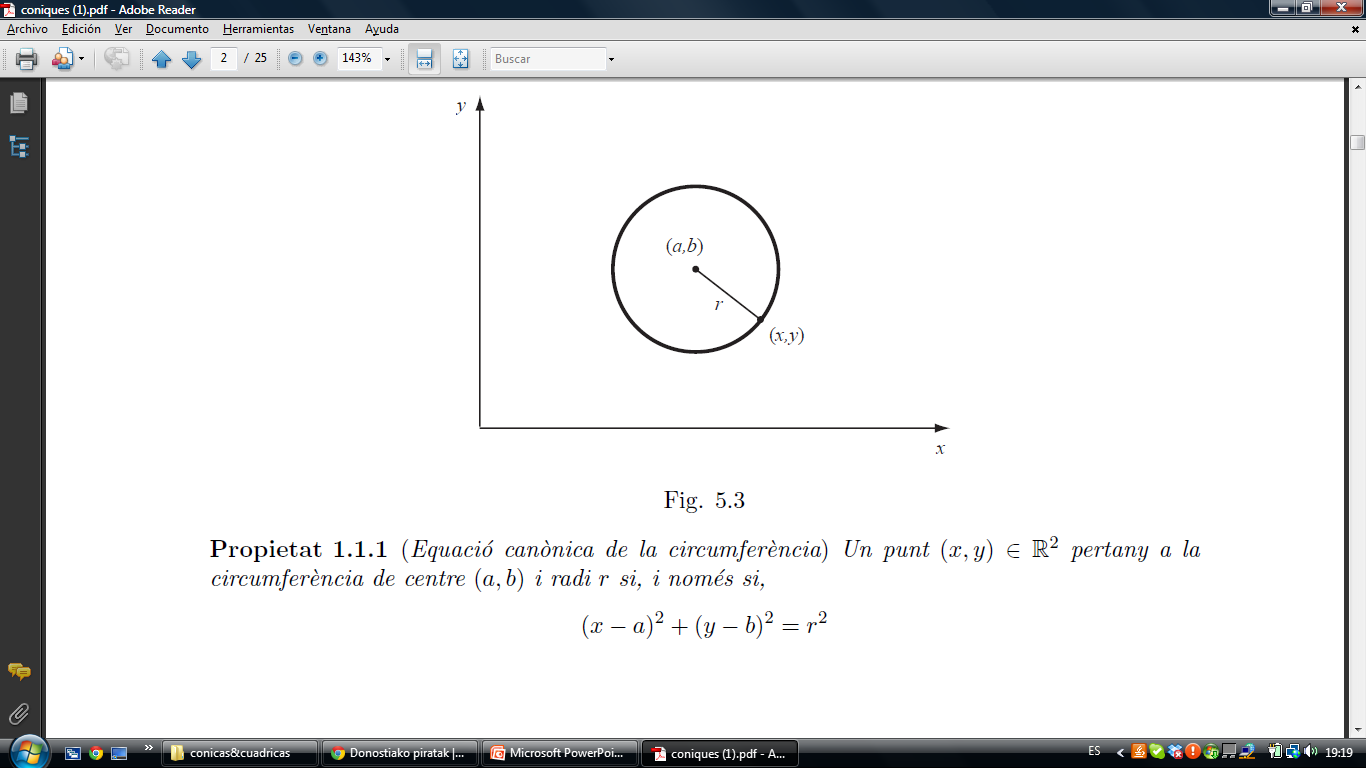 coniques (1).pdf - Adobe Reader
Archivo Edición Ver Documento Herramientas Ventana Ayuda
2 / 25 143% Buscar
y
(a,b)
r
(x,y)
x
Fig. 5.3
Propietat 1.1.1 (Equació canònica de la circumferència) Un punt (x, y) ∈ ℝ² pertany a la
circumferència de centre (a, b) i radi r si, i només si,
(x − a)² + (y − b)² = r²
conicas&cuadricas Donostiako piratak |... Microsoft PowerPoi... coniques (1).pdf - A... ES 19:19